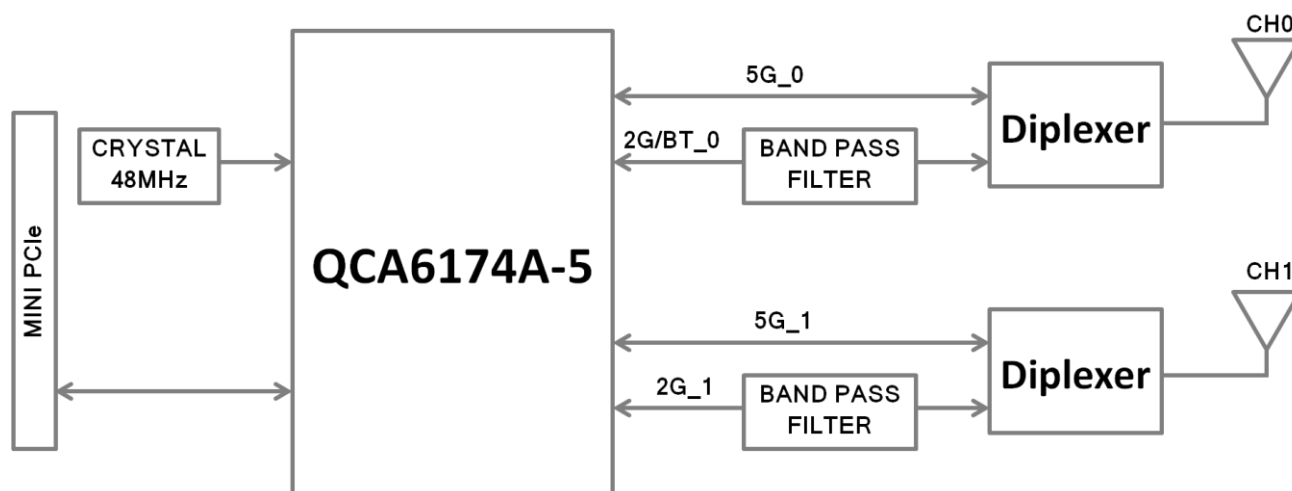 MINI PCIe
CRYSTAL
48MHz
QCA6174A-5
5G_0
2G/BT_0
BAND PASS
FILTER
Diplexer
CH0
5G_1
2G_1
BAND PASS
FILTER
Diplexer
CH1